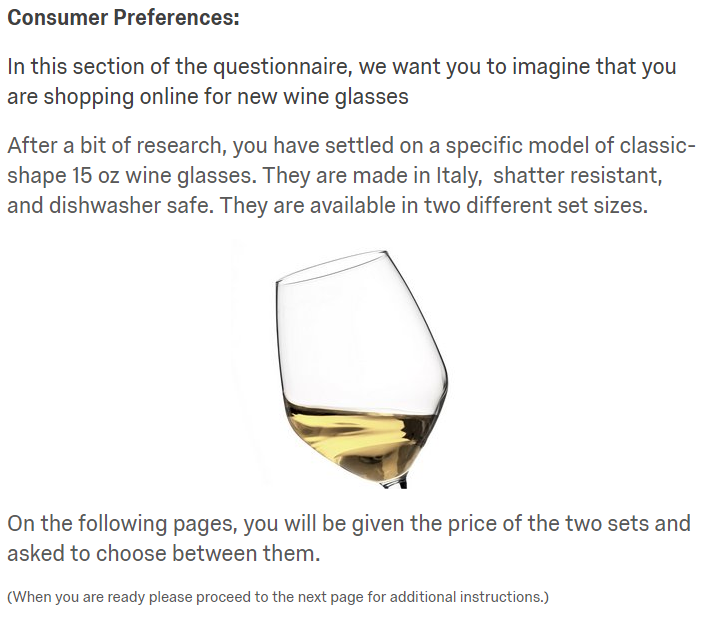 Consumer Preferences:
In this section of the questionnaire, we want you to imagine that you
are shopping online for new wine glasses
After a bit of research, you have settled on a specific model of classic-
shape 15 oz wine glasses. They are made in Italy,  shatter resistant,
and dishwasher safe. They are available in two different set sizes.
On the following pages, you will be given the price of the two sets and
asked to choose between them.
(When you are ready please proceed to the next page for additional instructions.)